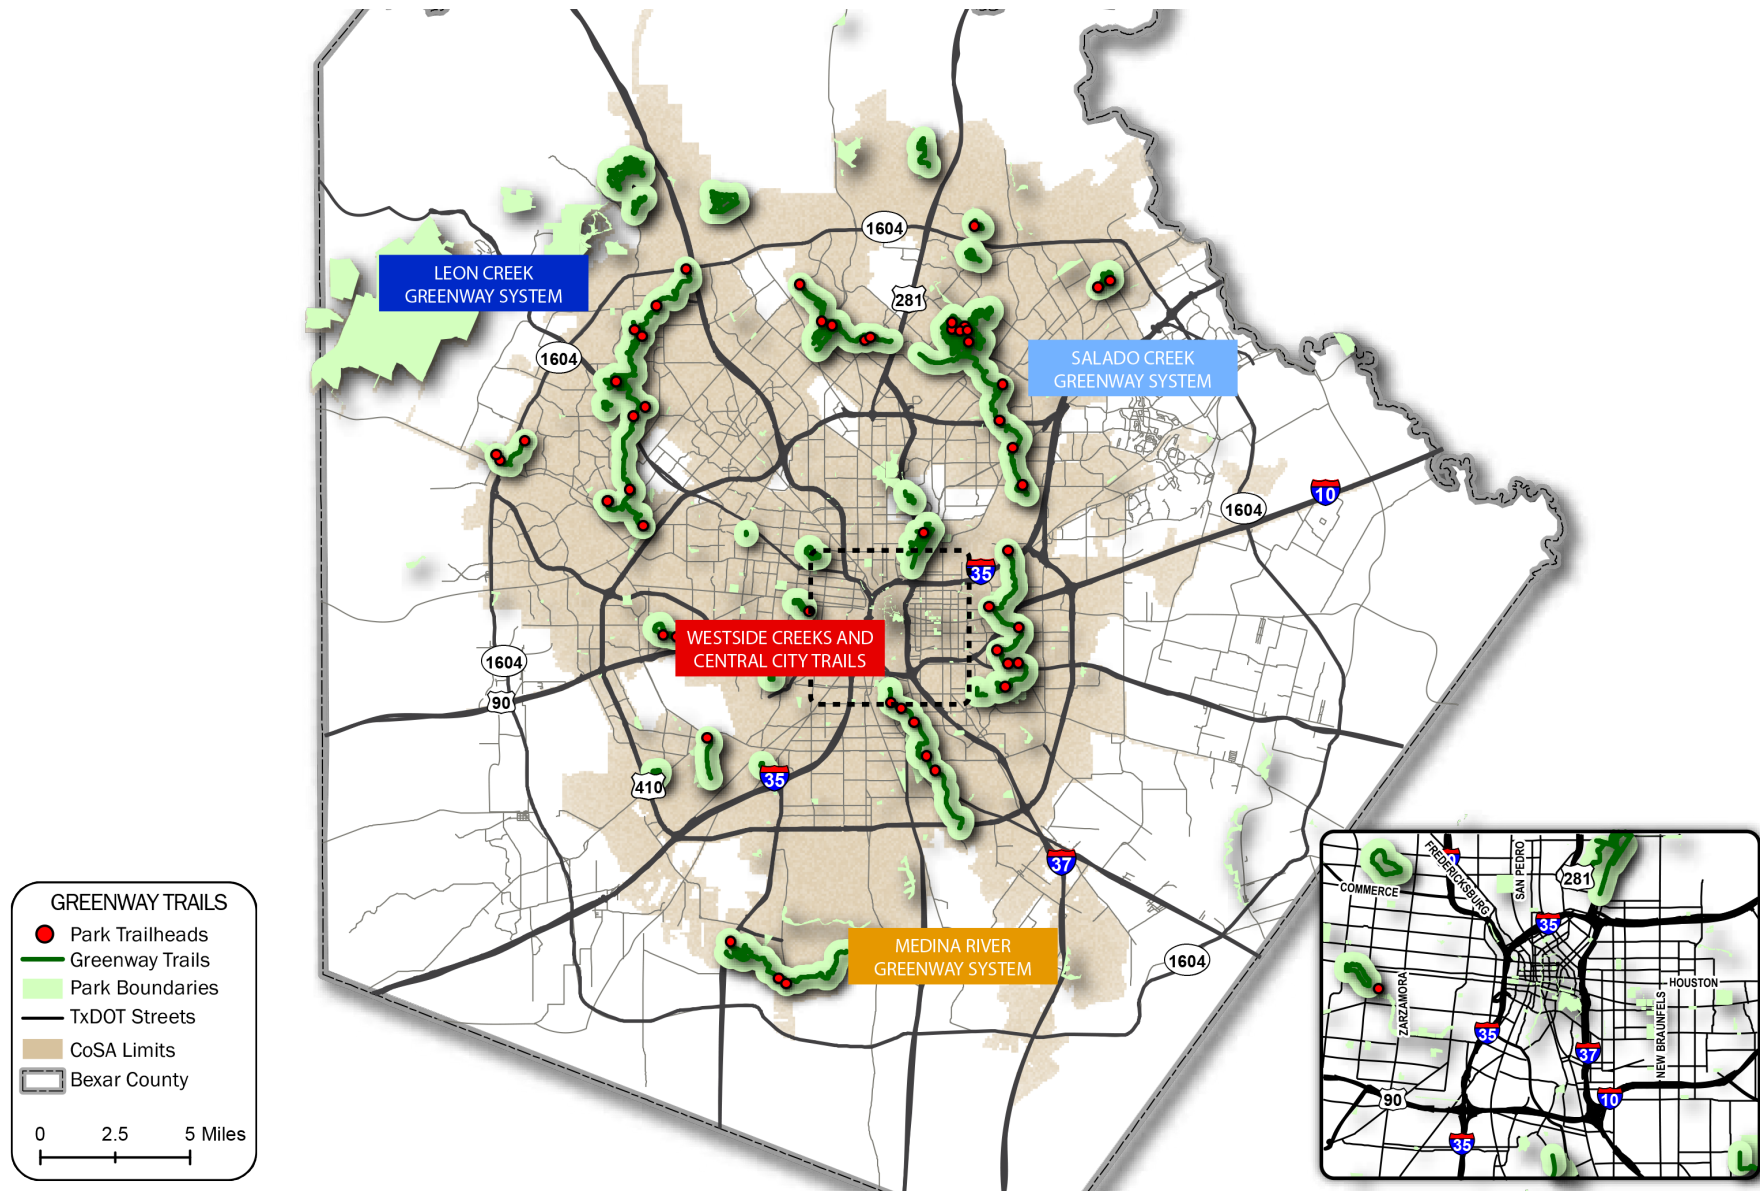 1604
LEON CREEK
GREENWAY SYSTEM
281
1604
SALADO CREEK
GREENWAY SYSTEM
10
1604
35
WESTSIDE CREEKS AND
CENTRAL CITY TRAILS
1604
90
410
35
37
MEDINA RIVER
GREENWAY SYSTEM
1604
GREENWAY TRAILS
Park Trailheads
Greenway Trails
Park Boundaries
TxDOT Streets
CoSA Limits
Bexar County
0 2.5 5 Miles
FREDERICKSBURG
SAN PEDRO
281
COMMERCE
35
HOUSTON
ZARZAMORA
NEW BRAUNFELS
35
37
90
10
35